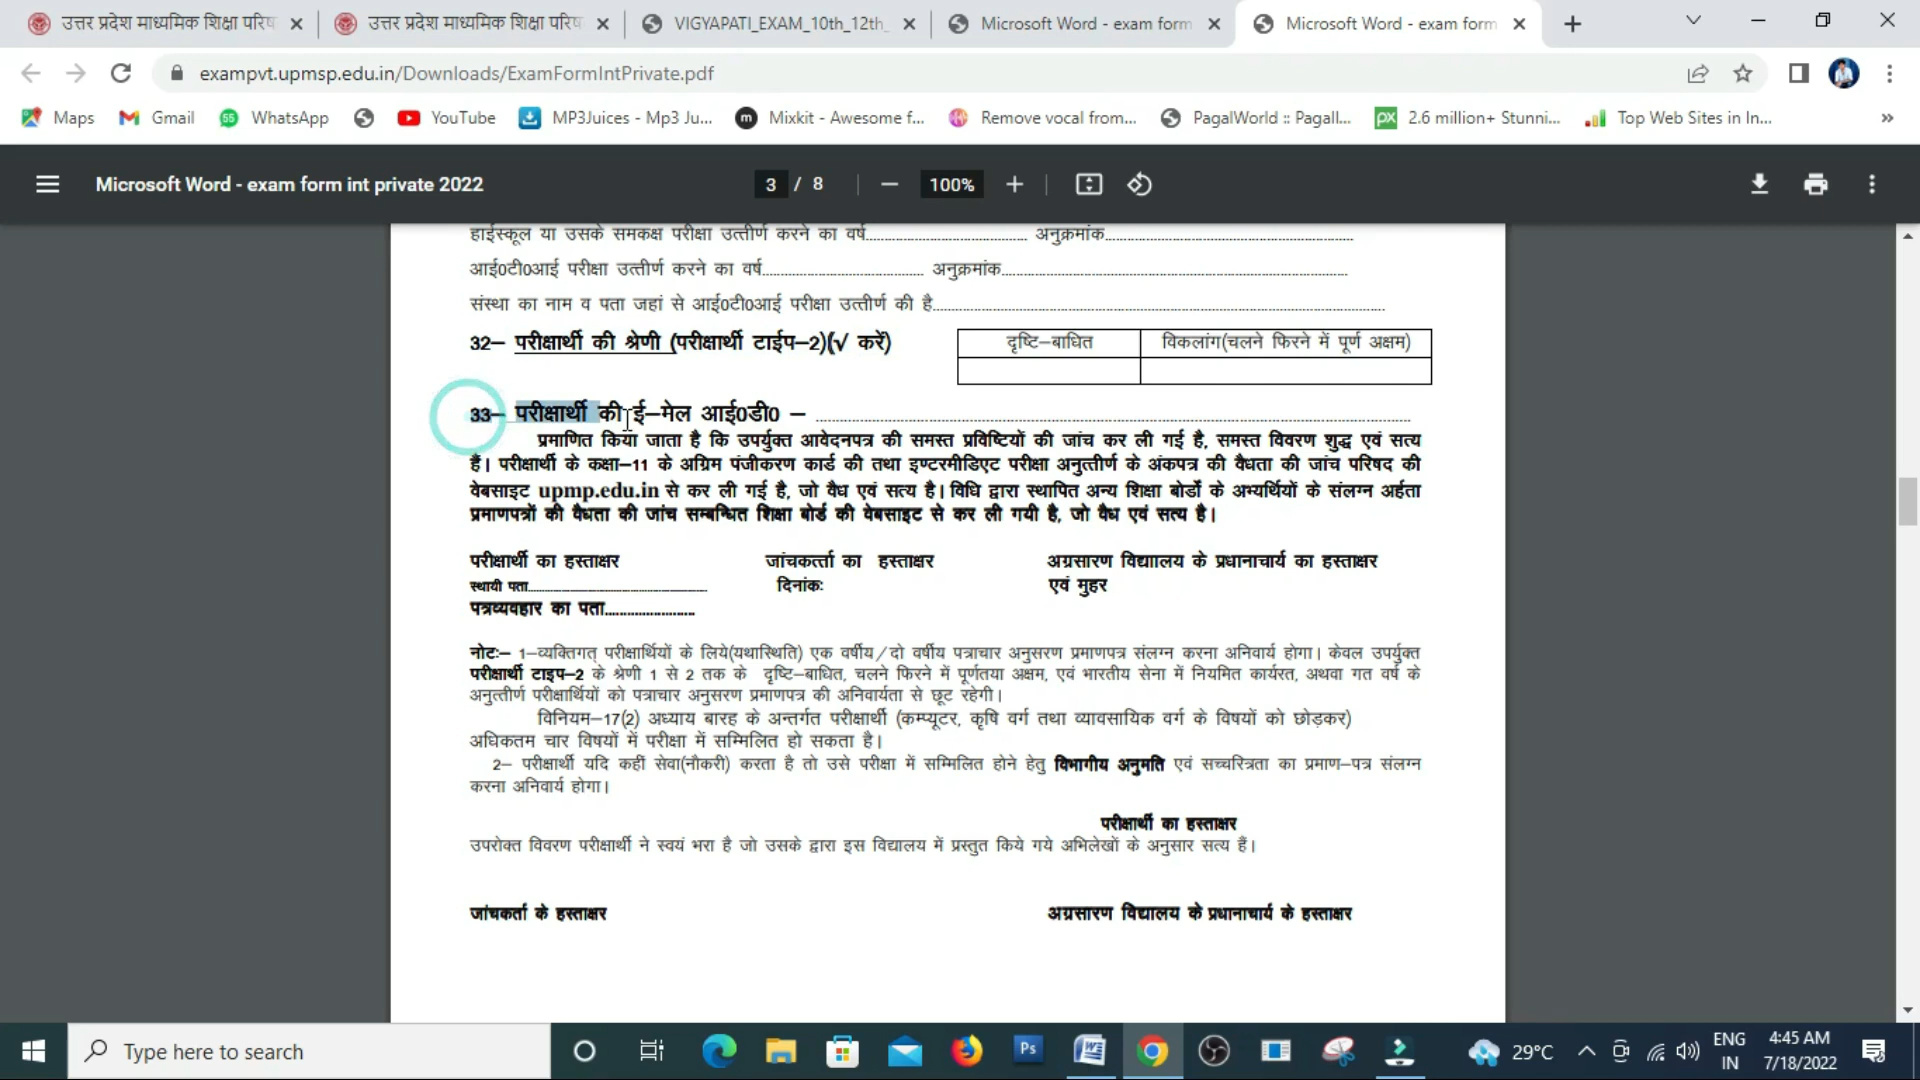 उत्तर प्रदेश माध्यमिक शिक्षा परिष
उत्तर प्रदेश माध्यमिक शिक्षा परिष
VIGYAPATI_EXAM_10th_12th_
Microsoft Word - exam form
Microsoft Word - exam form
exampvt.upmsp.edu.in/Downloads/ExamFormIntPrivate.pdf
Maps
Gmail
WhatsApp
YouTube
MP3Juices - Mp3 Ju...
Mixkit - Awesome f...
Remove vocal from...
PagalWorld :: Pagall...
2.6 million+ Stunni...
Top Web Sites in In...
»
Microsoft Word - exam form int private 2022
3 / 8
100%
हाईस्कूल या उसके समकक्ष परीक्षा उत्तीर्ण करने का वर्ष........................ अनुक्रमांक........................
आई0टी0आई परीक्षा उत्तीर्ण करने का वर्ष........................ अनुक्रमांक........................
संस्था का नाम व पता जहां से आई0टी0आई परीक्षा उत्तीर्ण की है........................
32– परीक्षार्थी की श्रेणी (परीक्षार्थी टाईप–2)(√ करें)
दृष्टि–बाधित
विकलांग(चलने फिरने में पूर्ण अक्षम)
33– परीक्षार्थी की ई–मेल आई0डी0 – ........................
प्रमाणित किया जाता है कि उपर्युक्त आवेदनपत्र की समस्त प्रविष्टियों की जांच कर ली गई है, समस्त विवरण शुद्ध एवं सत्य
हैं। परीक्षार्थी के कक्षा–11 के अग्रिम पंजीकरण कार्ड की तथा इण्टरमीडिएट परीक्षा अनुत्तीर्ण के अंकपत्र की वैधता की जांच परिषद की
वेबसाइट upmp.edu.in से कर ली गई है, जो वैध एवं सत्य है। विधि द्वारा स्थापित अन्य शिक्षा बोर्डों के अभ्यर्थियों के संलग्न अर्हता
प्रमाणपत्रों की वैधता की जांच सम्बन्धित शिक्षा बोर्ड की वेबसाइट से कर ली गयी है, जो वैध एवं सत्य है।
परीक्षार्थी का हस्ताक्षर
जांचकर्त्ता का हस्ताक्षर
अग्रसारण विद्याालय के प्रधानाचार्य का हस्ताक्षर
स्थायी पता........................
दिनांकः
एवं मुहर
पत्रव्यवहार का पता........................
नोटः– 1–व्यक्तिगत् परीक्षार्थियों के लिये(यथास्थिति) एक वर्षीय/दो वर्षीय पत्राचार अनुसरण प्रमाणपत्र संलग्न करना अनिवार्य होगा। केवल उपर्युक्त
परीक्षार्थी टाइप–2 के श्रेणी 1 से 2 तक के दृष्टि–बाधित, चलने फिरने में पूर्णतया अक्षम, एवं भारतीय सेना में नियमित कार्यरत, अथवा गत वर्ष के
अनुत्तीर्ण परीक्षार्थियों को पत्राचार अनुसरण प्रमाणपत्र की अनिवार्यता से छूट रहेगी।
विनियम–17(2) अध्याय बारह के अन्तर्गत परीक्षार्थी (कम्प्यूटर, कृषि वर्ग तथा व्यावसायिक वर्ग के विषयों को छोड़कर)
अधिकतम चार विषयों में परीक्षा में सम्मिलित हो सकता है।
2– परीक्षार्थी यदि कहीं सेवा(नौकरी) करता है तो उसे परीक्षा में सम्मिलित होने हेतु विभागीय अनुमति एवं सच्चरित्रता का प्रमाण–पत्र संलग्न
करना अनिवार्य होगा।
परीक्षार्थी का हस्ताक्षर
उपरोक्त विवरण परीक्षार्थी ने स्वयं भरा है जो उसके द्वारा इस विद्यालय में प्रस्तुत किये गये अभिलेखों के अनुसार सत्य हैं।
जांचकर्ता के हस्ताक्षर
अग्रसारण विद्यालय के प्रधानाचार्य के हस्ताक्षर
Type here to search
Ps
29°C
ENG
IN
4:45 AM
7/18/2022